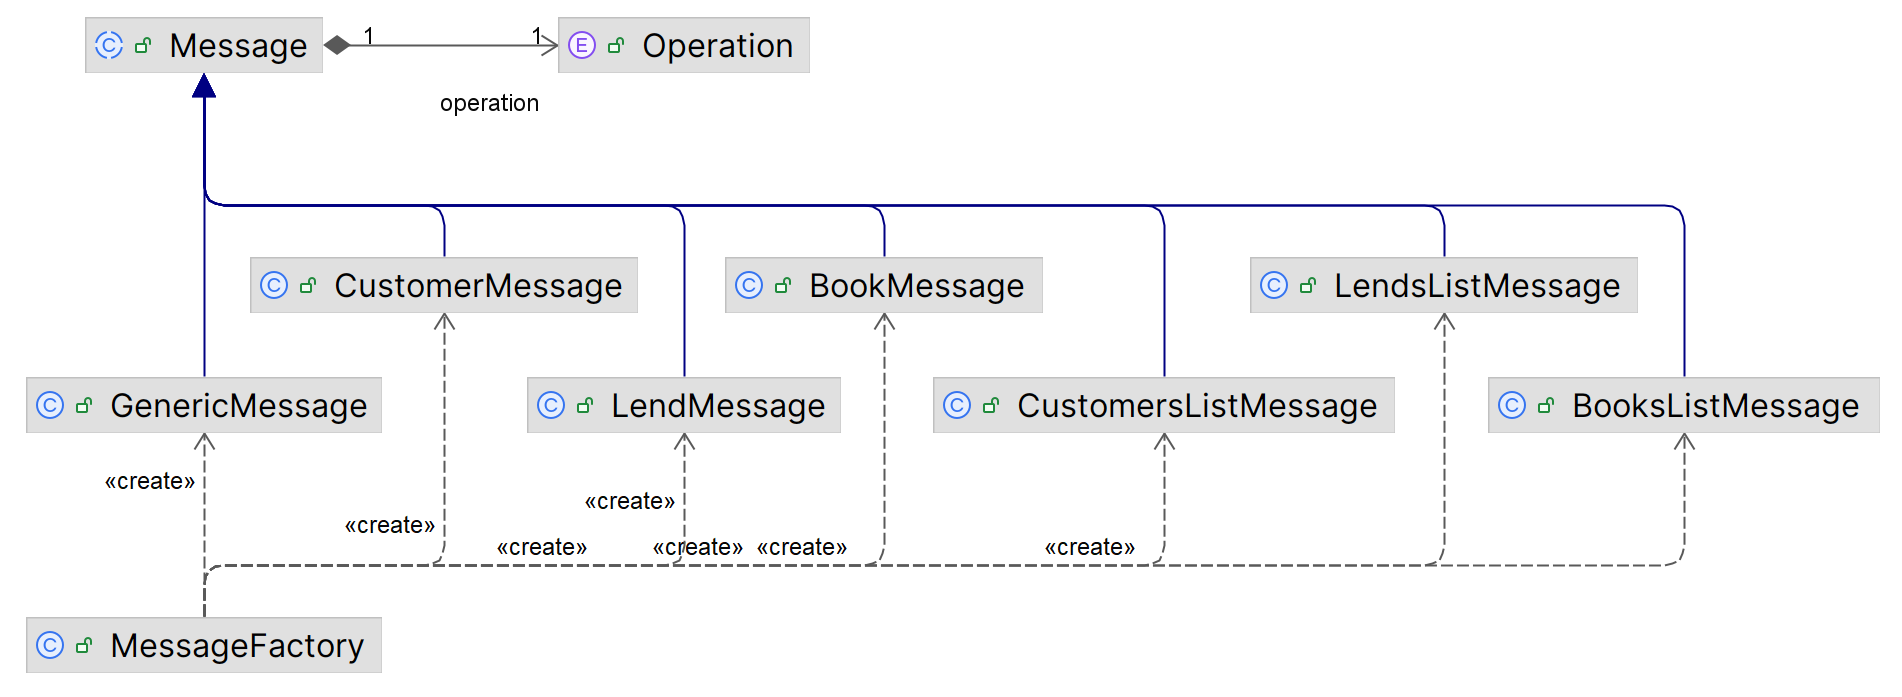 C Message
1
1
E Operation
operation
C CustomerMessage
C BookMessage
C LendsListMessage
C GenericMessage
C LendMessage
C CustomersListMessage
C BooksListMessage
«create»
«create»
«create»
«create»
«create»
«create»
«create»
C MessageFactory